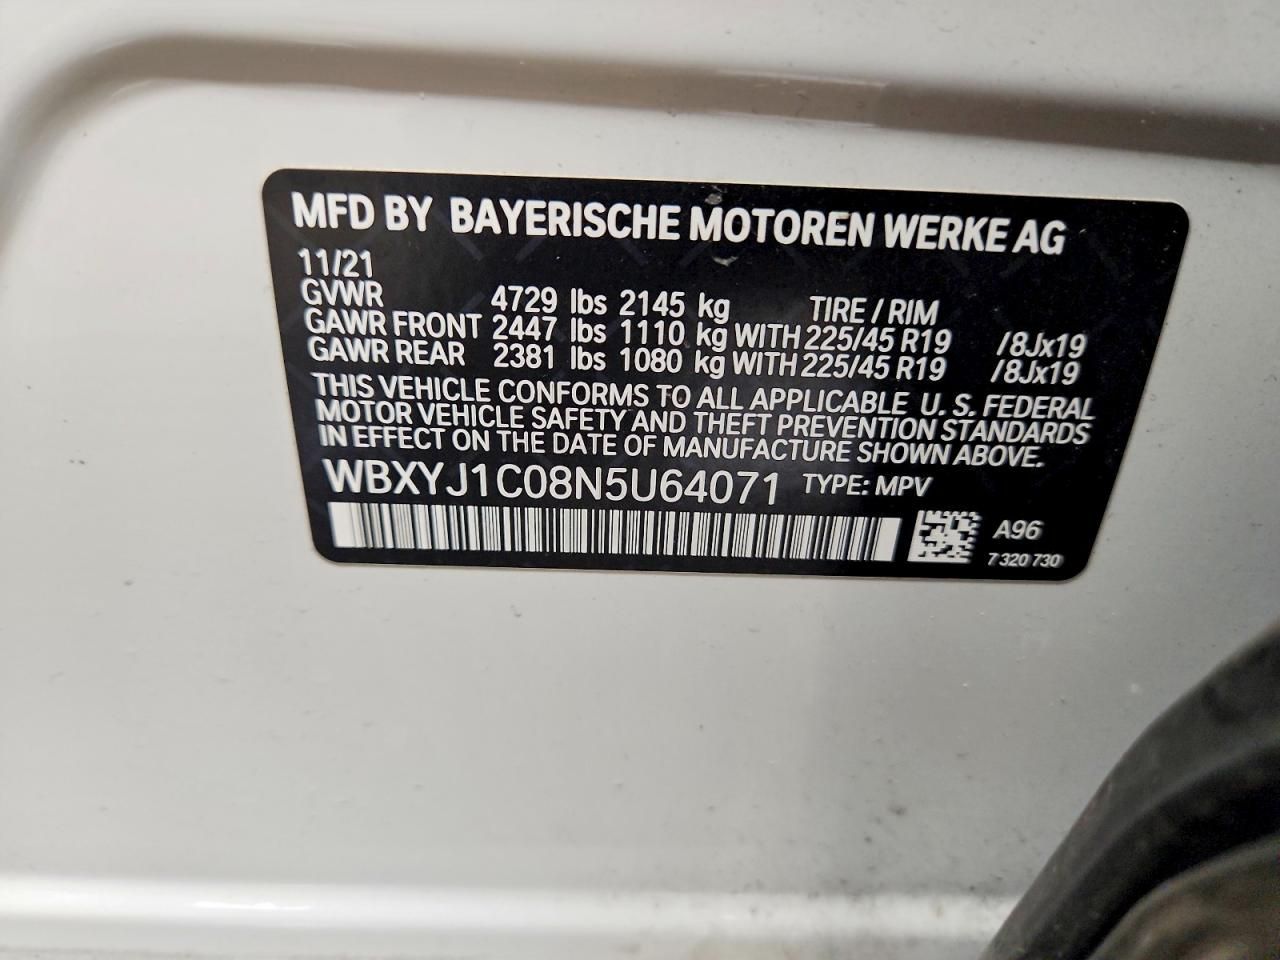 MFD BY BAYERISCHE MOTOREN WERKE AG
11/21
GVWR 4729 lbs 2145 kg TIRE / RIM
GAWR FRONT 2447 lbs 1110 kg WITH 225/45 R19 /8Jx19
GAWR REAR 2381 lbs 1080 kg WITH 225/45 R19 /8Jx19
THIS VEHICLE CONFORMS TO ALL APPLICABLE U. S. FEDERAL
MOTOR VEHICLE SAFETY AND THEFT PREVENTION STANDARDS
IN EFFECT ON THE DATE OF MANUFACTURE SHOWN ABOVE.
WBXYJ1C08N5U64071 TYPE: MPV
A96
7 320 730